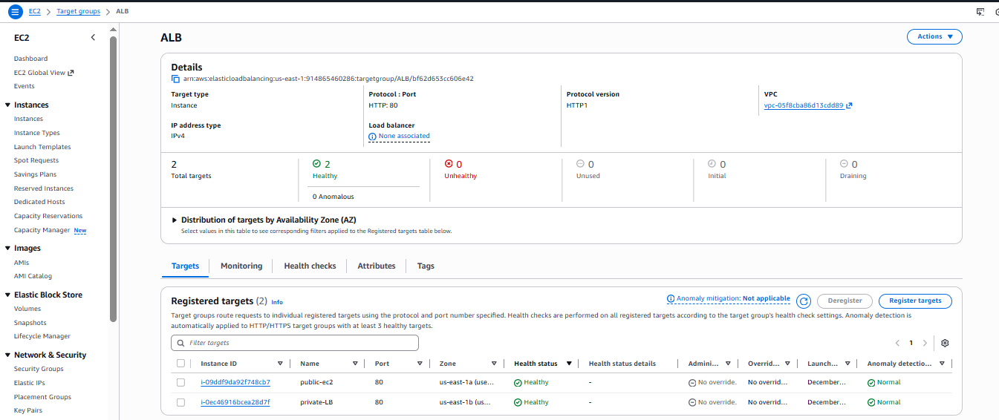 EC2 > Target groups > ALB
EC2
Dashboard
EC2 Global View
Events
Instances
Instances
Instance Types
Launch Templates
Spot Requests
Savings Plans
Reserved Instances
Dedicated Hosts
Capacity Reservations
Capacity Manager New
Images
AMIs
AMI Catalog
Elastic Block Store
Volumes
Snapshots
Lifecycle Manager
Network & Security
Security Groups
Elastic IPs
Placement Groups
Key Pairs
ALB
Actions
Details
arn:aws:elasticloadbalancing:us-east-1:914865460286:targetgroup/ALB/bf62d653cc606e42
Target type
Instance
Protocol : Port
HTTP: 80
Protocol version
HTTP1
VPC
vpc-05f8cba86d13cdd89
IP address type
IPv4
Load balancer
None associated
2
Total targets
2
Healthy
0 Anomalous
0
Unhealthy
0
Unused
0
Initial
0
Draining
Distribution of targets by Availability Zone (AZ)
Select values in this table to see corresponding filters applied to the Registered targets table below.
Targets Monitoring Health checks Attributes Tags
Registered targets (2) Info
Anomaly mitigation: Not applicable
Deregister
Register targets
Target groups route requests to individual registered targets using the protocol and port number specified. Health checks are performed on all registered targets according to the target group's health check settings. Anomaly detection is
automatically applied to HTTP/HTTPS target groups with at least 3 healthy targets.
Filter targets
1
Instance ID Name Port Zone Health status Health status details Admini... Overrid... Launch... Anomaly detectio...
i-09ddf9da92f748cb7 public-ec2 80 us-east-1a (use... Healthy - No override. No overrid... December... Normal
i-0ec46916bcea28d7f private-LB 80 us-east-1b (us... Healthy - No override. No overrid... December... Normal